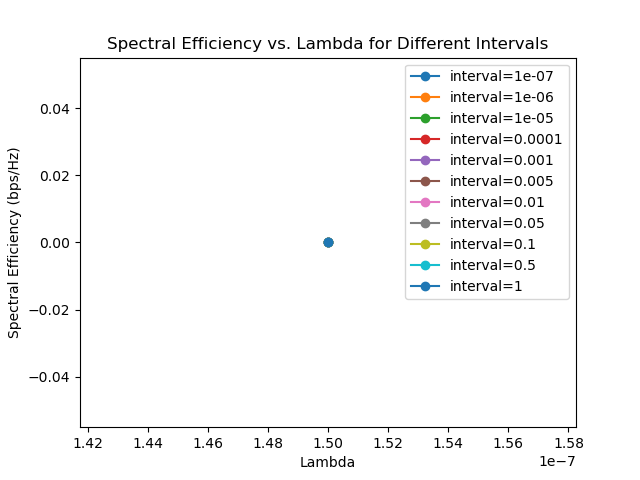 Spectral Efficiency vs. Lambda for Different Intervals
Spectral Efficiency (bps/Hz)
0.04
0.02
0.00
−0.02
−0.04
interval=1e-07
interval=1e-06
interval=1e-05
interval=0.0001
interval=0.001
interval=0.005
interval=0.01
interval=0.05
interval=0.1
interval=0.5
interval=1
1.42 1.44 1.46 1.48 1.50 1.52 1.54 1.56 1.58
1e−7
Lambda